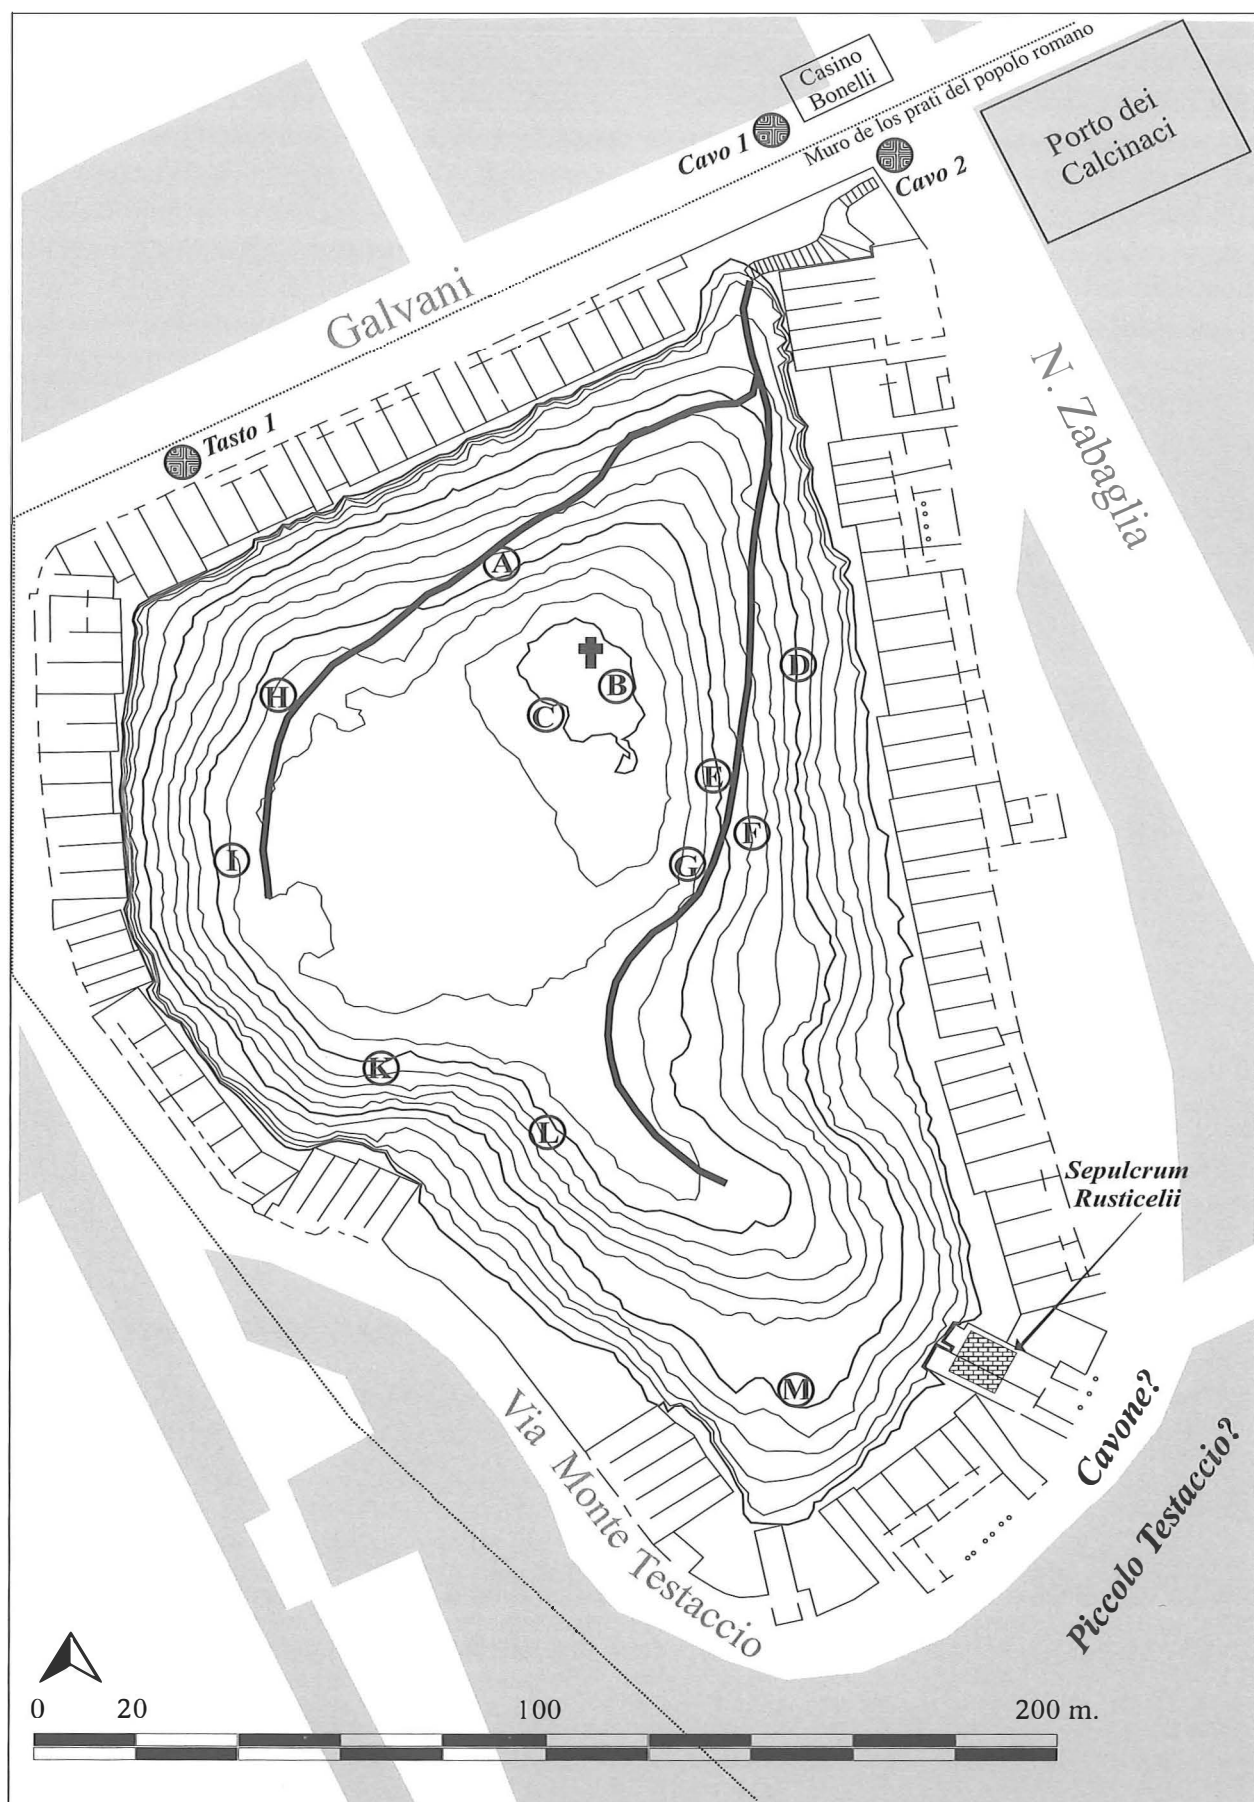 Casino
Bonelli
Muro de los prati del popolo romano
Porto dei
Calcinaci
Cavo 1
Cavo 2
Galvani
N. Zabaglia
Tasto 1
A
B
C
D
H
E
F
G
I
K
L
Sepulcrum
Rusticelii
M
Cavone?
Piccolo Testaccio?
Via Monte Testaccio
0 20 100 200 m.